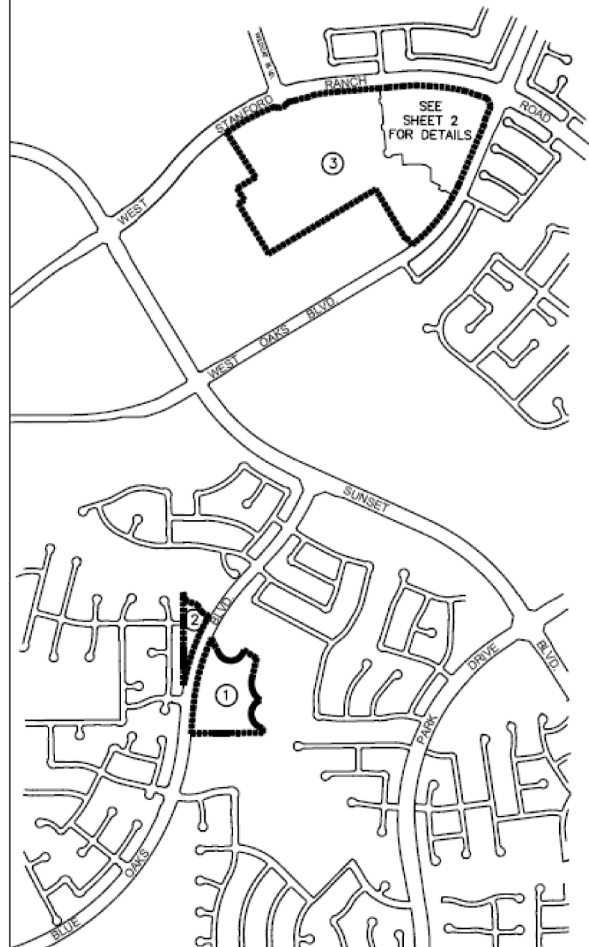 RANCH
STANFORD
WEST
SEE
SHEET 2
FOR DETAILS
ROAD
3
WEST OAKS BLVD.
SUNSET
BLVD.
2
BLVD.
1
DRIVE
PARK
OAKS
BLUE